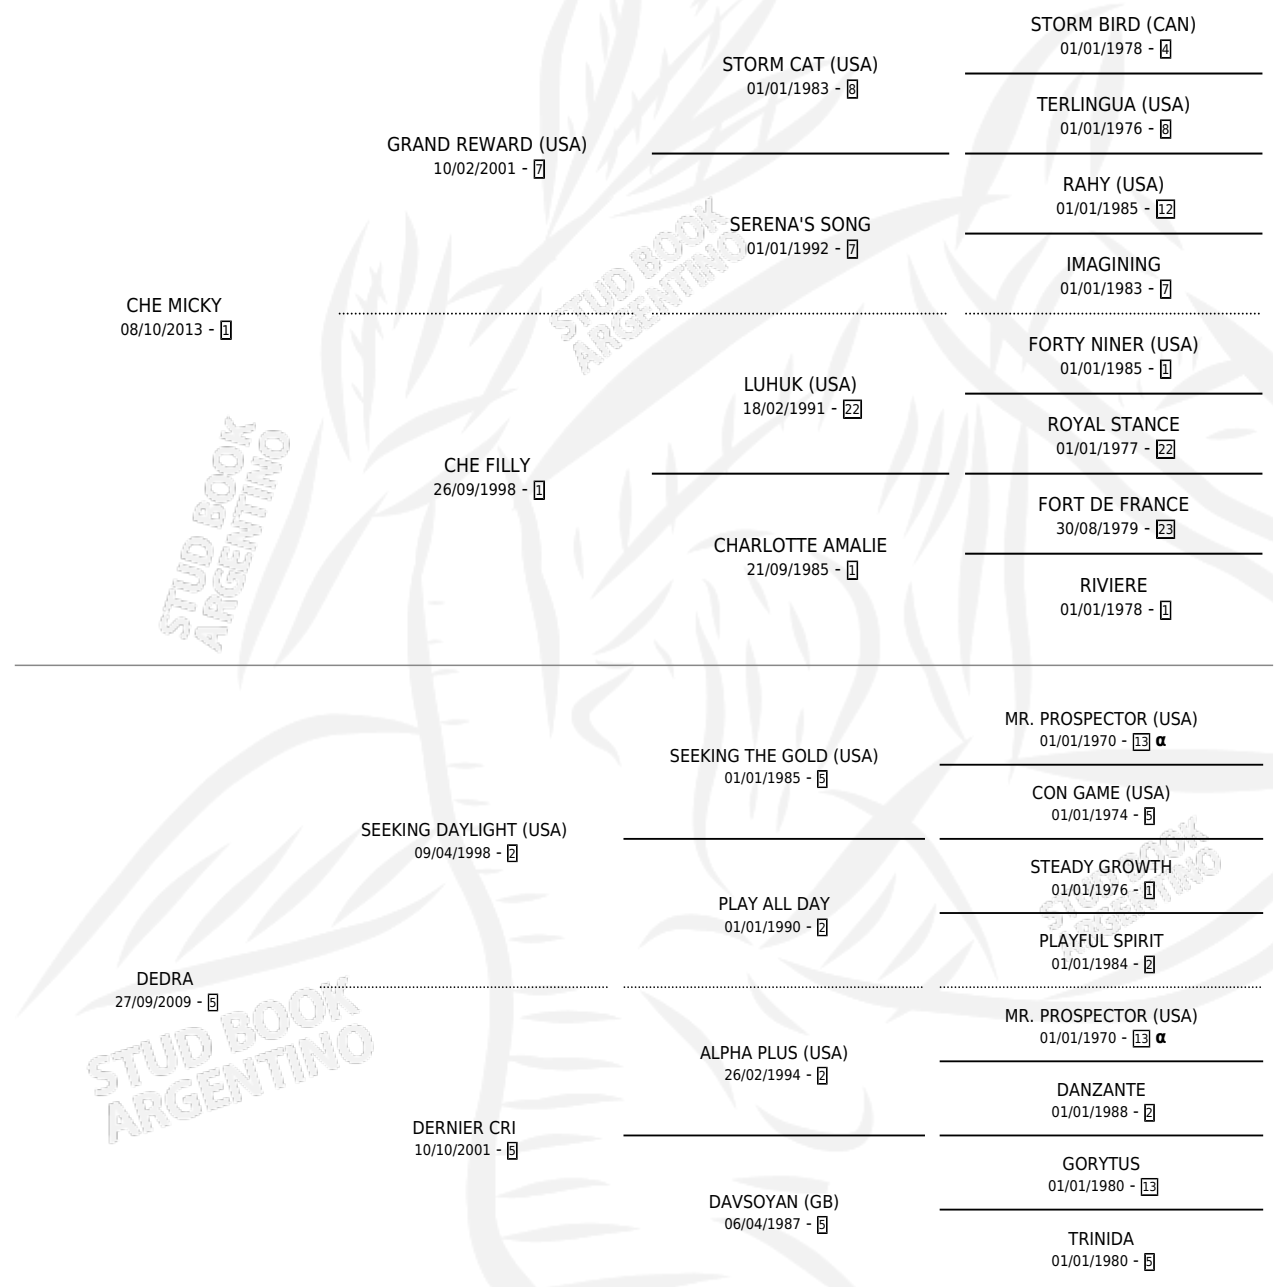 STORM BIRD (CAN)
01/01/1978 - 4
STORM CAT (USA)
01/01/1983 - 8
TERLINGUA (USA)
01/01/1976 - 8
GRAND REWARD (USA)
10/02/2001 - 7
RAHY (USA)
01/01/1985 - 12
SERENA'S SONG
01/01/1992 - 7
IMAGINING
01/01/1983 - 7
CHE MICKY
08/10/2013 - 1
FORTY NINER (USA)
01/01/1985 - 1
LUHUK (USA)
18/02/1991 - 22
ROYAL STANCE
01/01/1977 - 22
CHE FILLY
26/09/1998 - 1
FORT DE FRANCE
30/08/1979 - 23
CHARLOTTE AMALIE
21/09/1985 - 1
RIVIERE
01/01/1978 - 1
STUD BOOK
ARGENTINO
STUD BOOK
ARGENTINO
MR. PROSPECTOR (USA)
01/01/1970 - 13 α
SEEKING THE GOLD (USA)
01/01/1985 - 5
CON GAME (USA)
01/01/1974 - 5
SEEKING DAYLIGHT (USA)
09/04/1998 - 2
STEADY GROWTH
01/01/1976 - 1
PLAY ALL DAY
01/01/1990 - 2
PLAYFUL SPIRIT
01/01/1984 - 2
DEDRA
27/09/2009 - 5
MR. PROSPECTOR (USA)
01/01/1970 - 13 α
ALPHA PLUS (USA)
26/02/1994 - 2
DANZANTE
01/01/1988 - 2
DERNIER CRI
10/10/2001 - 5
GORYTUS
01/01/1980 - 13
DAVSOYAN (GB)
06/04/1987 - 5
TRINIDA
01/01/1980 - 5
STUD BOOK
ARGENTINO
STUD BOOK
ARGENTINO